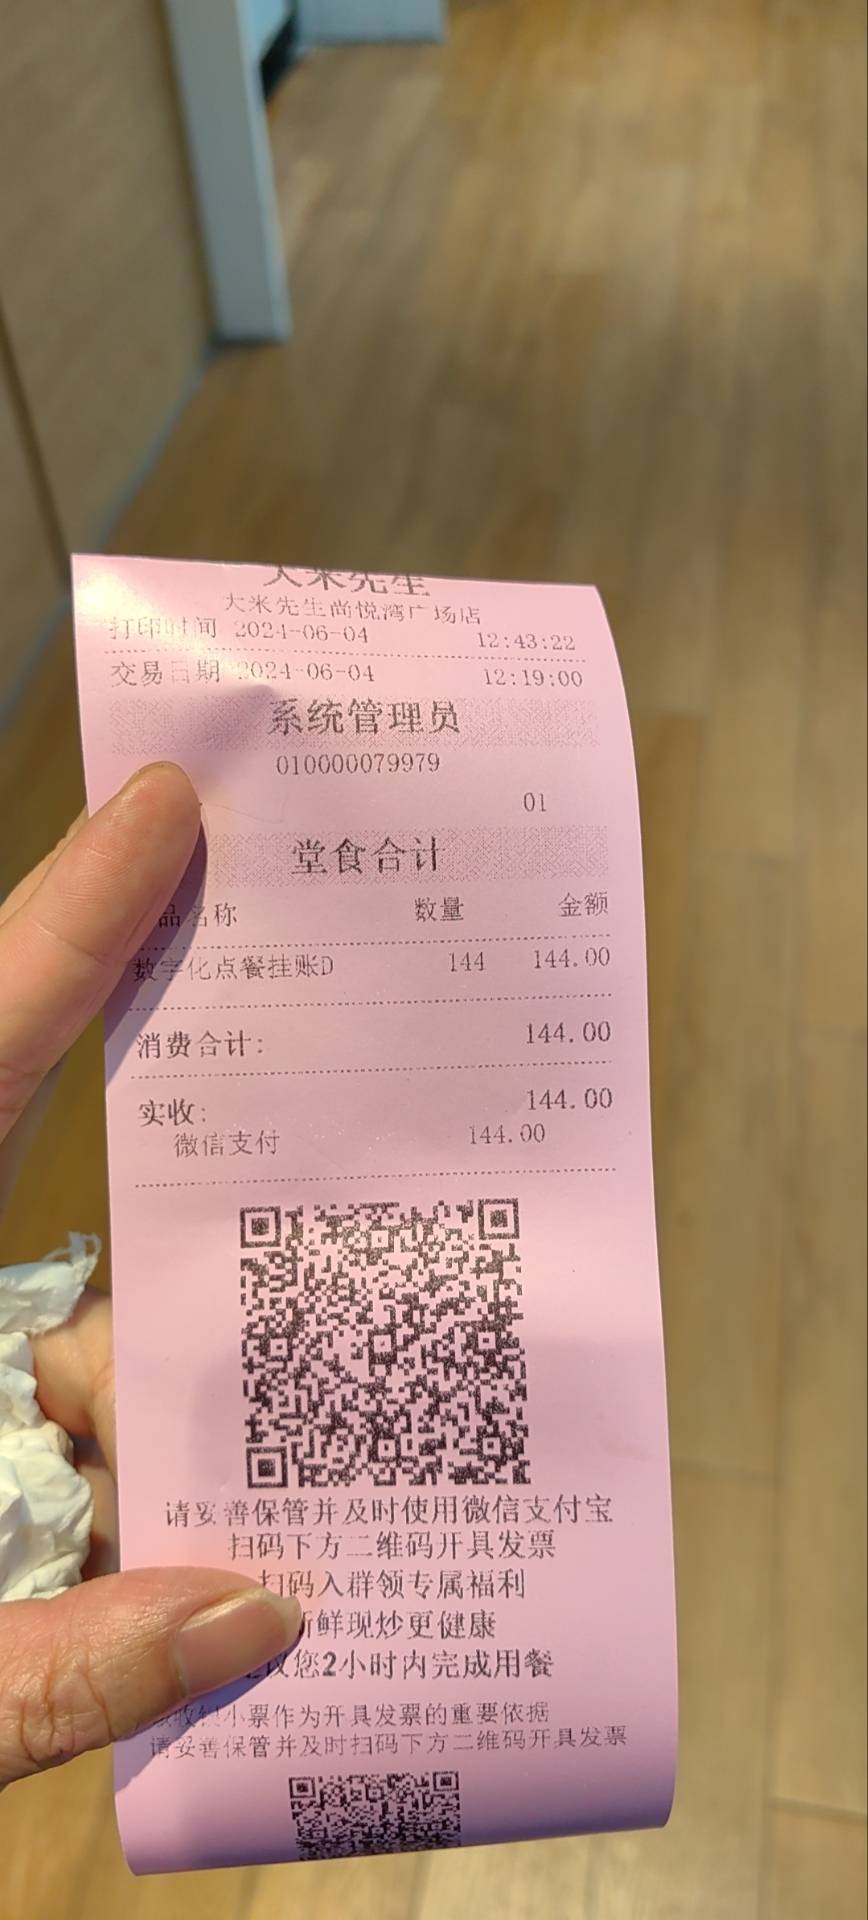 大米先生
大米先生尚悦湾广场店
打印时间 2024-06-04 12:43:22
交易日期 2024-06-04 12:19:00
系统管理员
010000079979
01
堂食合计
品名称 数量 金额
数字化点餐挂账D 144 144.00
消费合计: 144.00
实收: 144.00
微信支付 144.00
请妥善保管并及时使用微信支付宝
扫码下方二维码开具发票
扫码入群领专属福利
新鲜现炒更健康
议您2小时内完成用餐
收银小票作为开具发票的重要依据
请妥善保管并及时扫码下方二维码开具发票